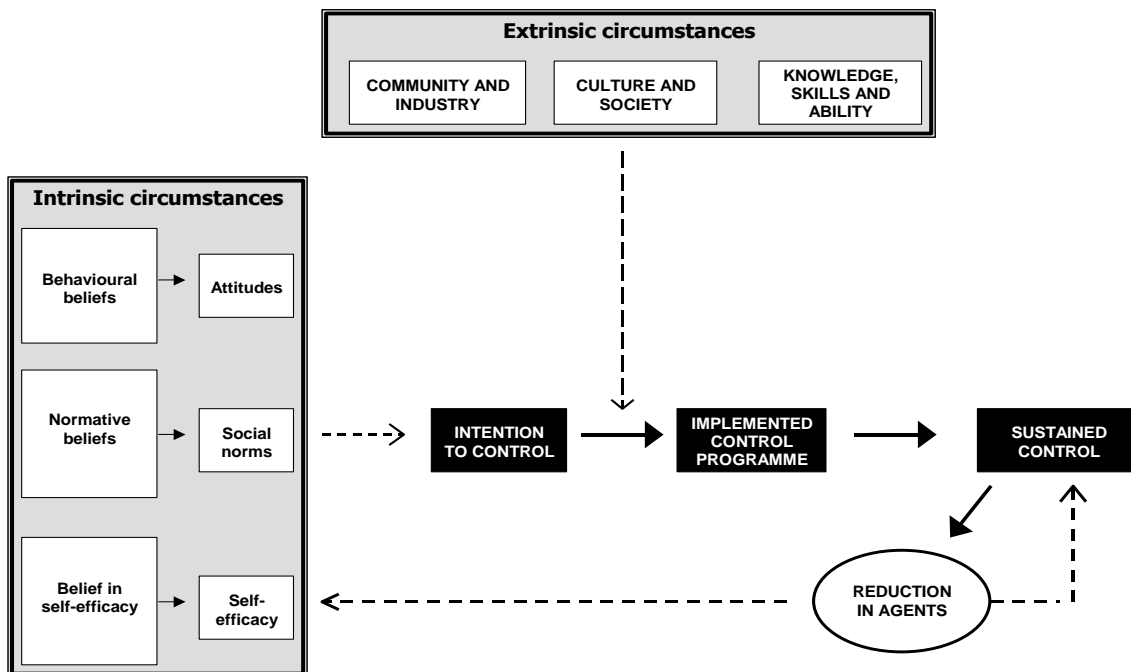 Extrinsic circumstances
COMMUNITY AND
INDUSTRY
CULTURE AND
SOCIETY
KNOWLEDGE,
SKILLS AND
ABILITY
Intrinsic circumstances
Behavioural
beliefs
Attitudes
Normative
beliefs
Social
norms
Belief in
self-efficacy
Self-
efficacy
INTENTION
TO CONTROL
IMPLEMENTED
CONTROL
PROGRAMME
SUSTAINED
CONTROL
REDUCTION
IN AGENTS